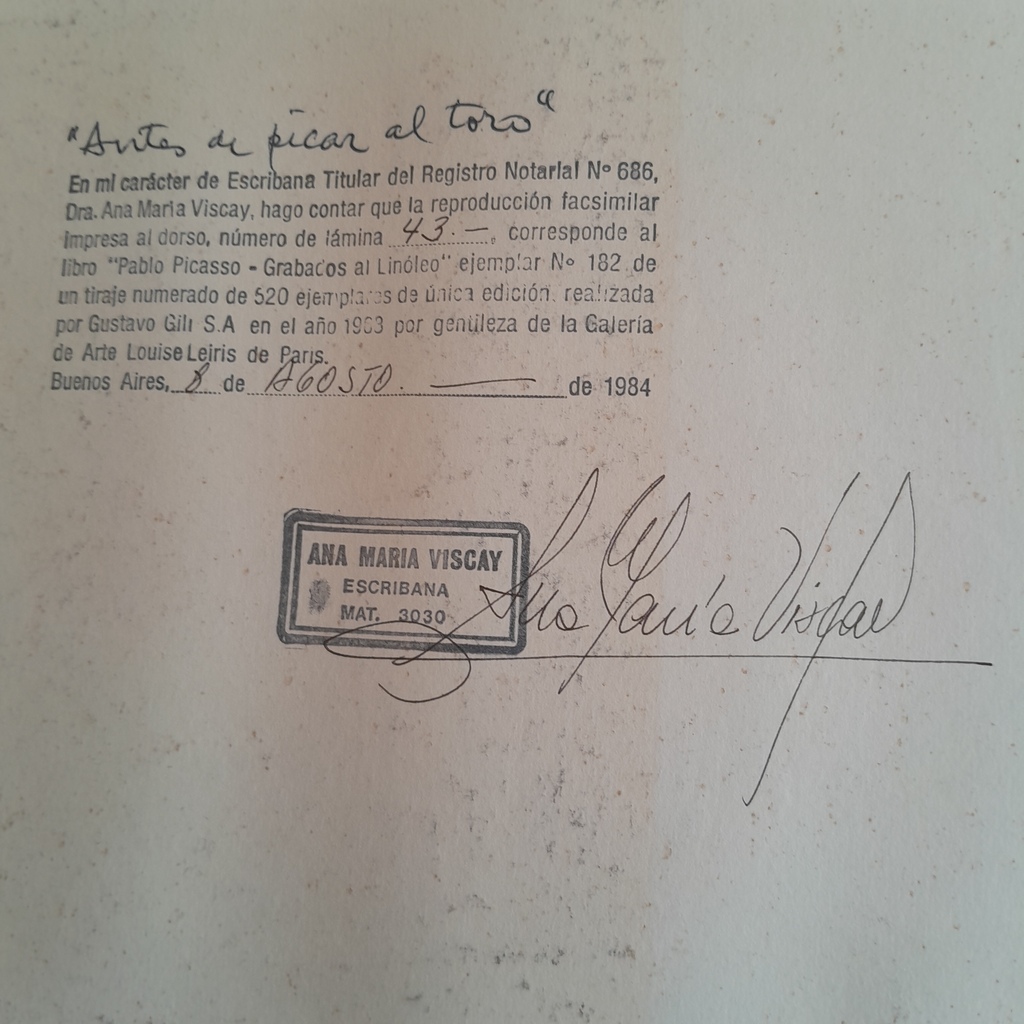 "Antes de picar al toro"
En mi carácter de Escribana Titular del Registro Notarial Nº 686,
Dra. Ana Maria Viscay, hago contar que la reproducción facsimilar
impresa al dorso, número de lámina 43.—, corresponde al
libro "Pablo Picasso - Grabados al Linóleo" ejemplar Nº 182 de
un tiraje numerado de 520 ejemplares de única edición, realizada
por Gustavo Gili S.A en el año 1963 por gentileza de la Galería
de Arte Louise Leiris de Paris.
Buenos Aires, 8 de AGOSTO. — de 1984
ANA MARIA VISCAY
ESCRIBANA
MAT. 3030
Ana María Viscay